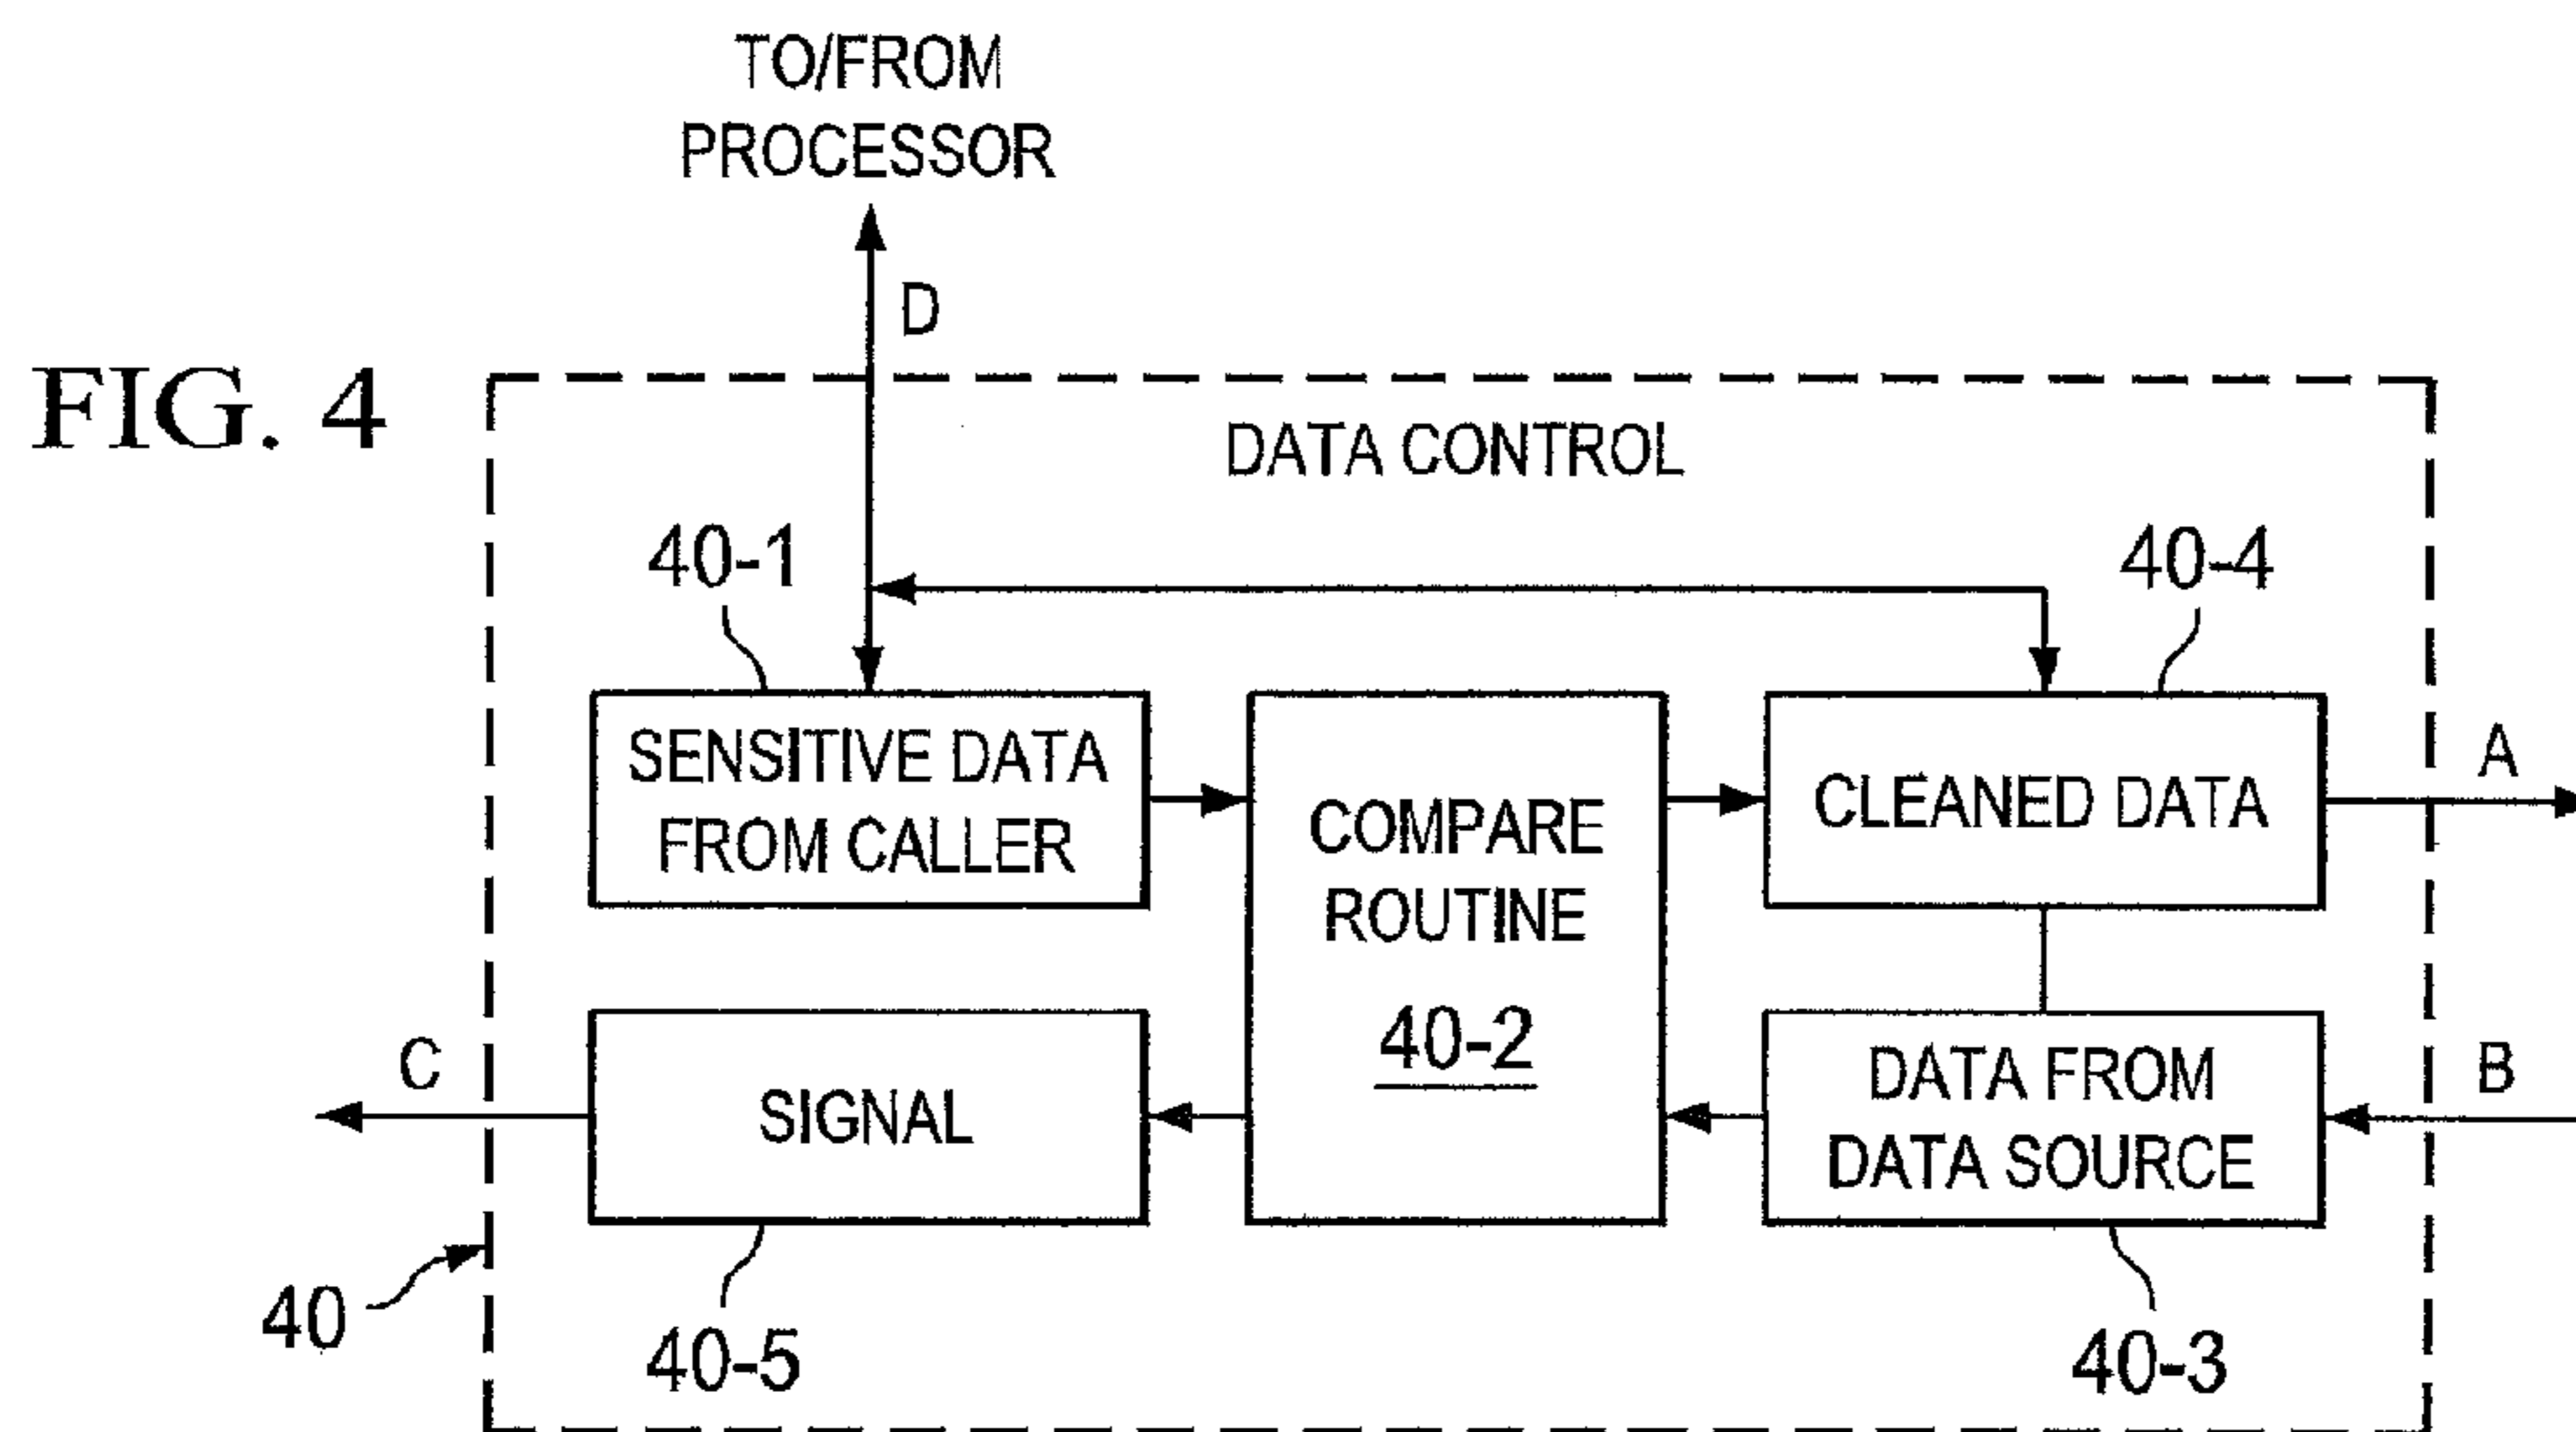 TO/FROM
PROCESSOR
D
FIG. 4
DATA CONTROL
40-1
40-4
SENSITIVE DATA
FROM CALLER
COMPARE
ROUTINE
40-2
CLEANED DATA
A
C
SIGNAL
DATA FROM
DATA SOURCE
B
40
40-5
40-3